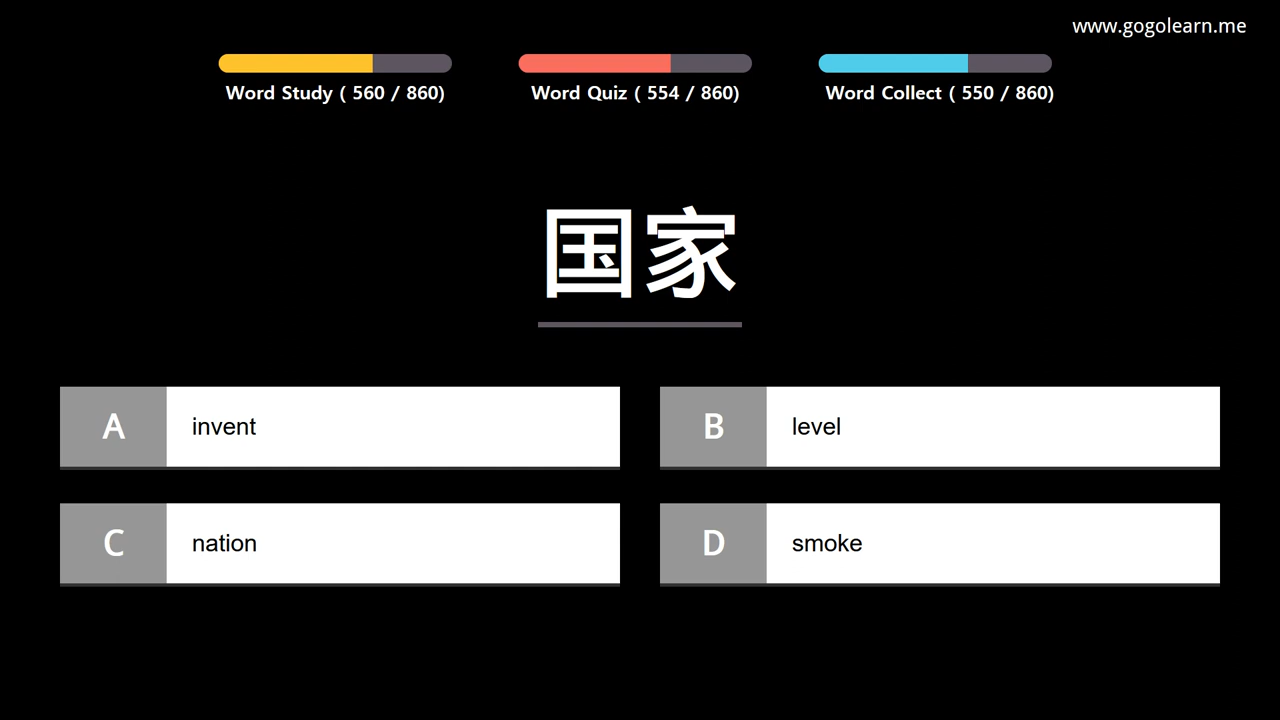 www.gogolearn.me
Word Study ( 560 / 860)
Word Quiz ( 554 / 860)
Word Collect ( 550 / 860)
国家
A invent
B level
C nation
D smoke